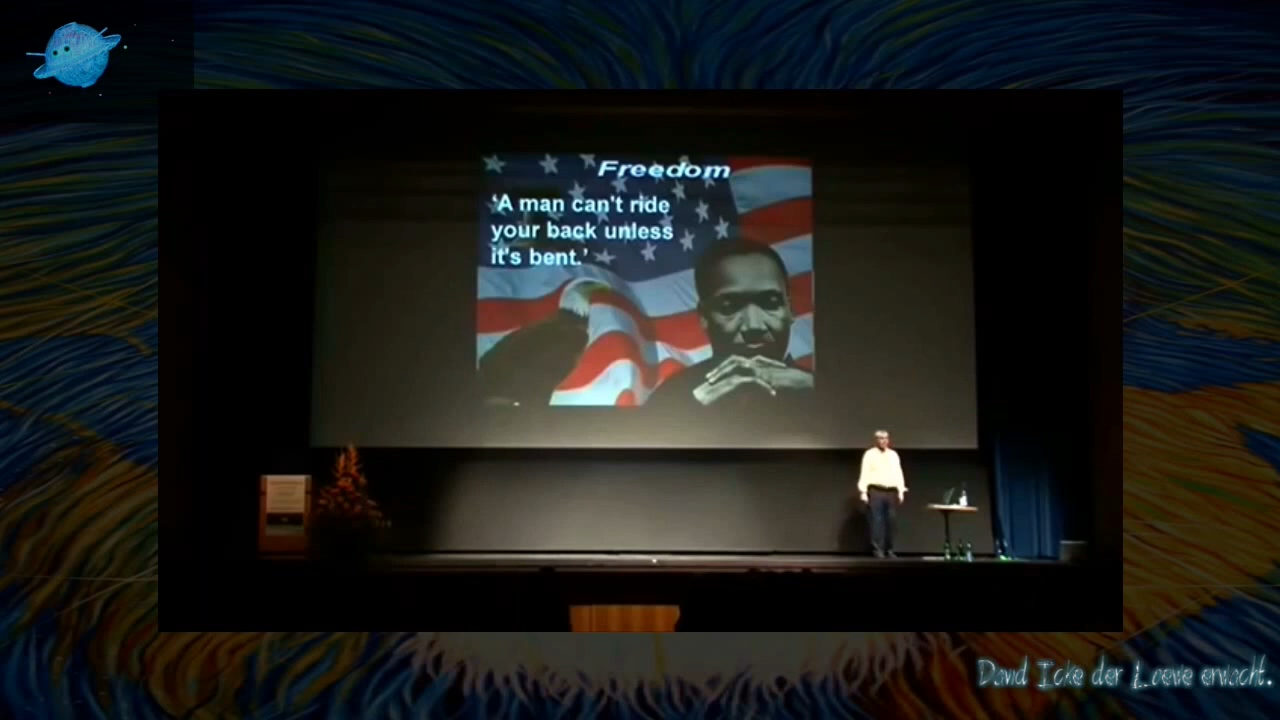 Freedom
‘A man can't ride
your back unless
it's bent.’
David Icke der Loewe erwacht.